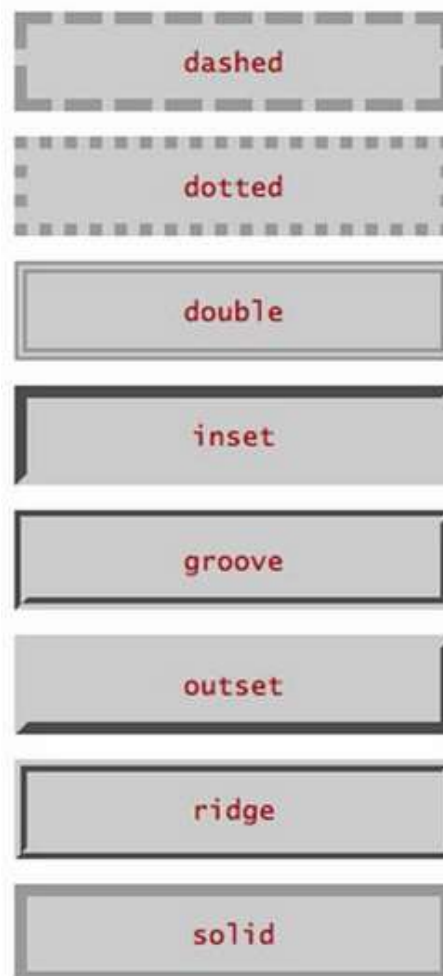 dashed
dotted
double
inset
groove
outset
ridge
solid